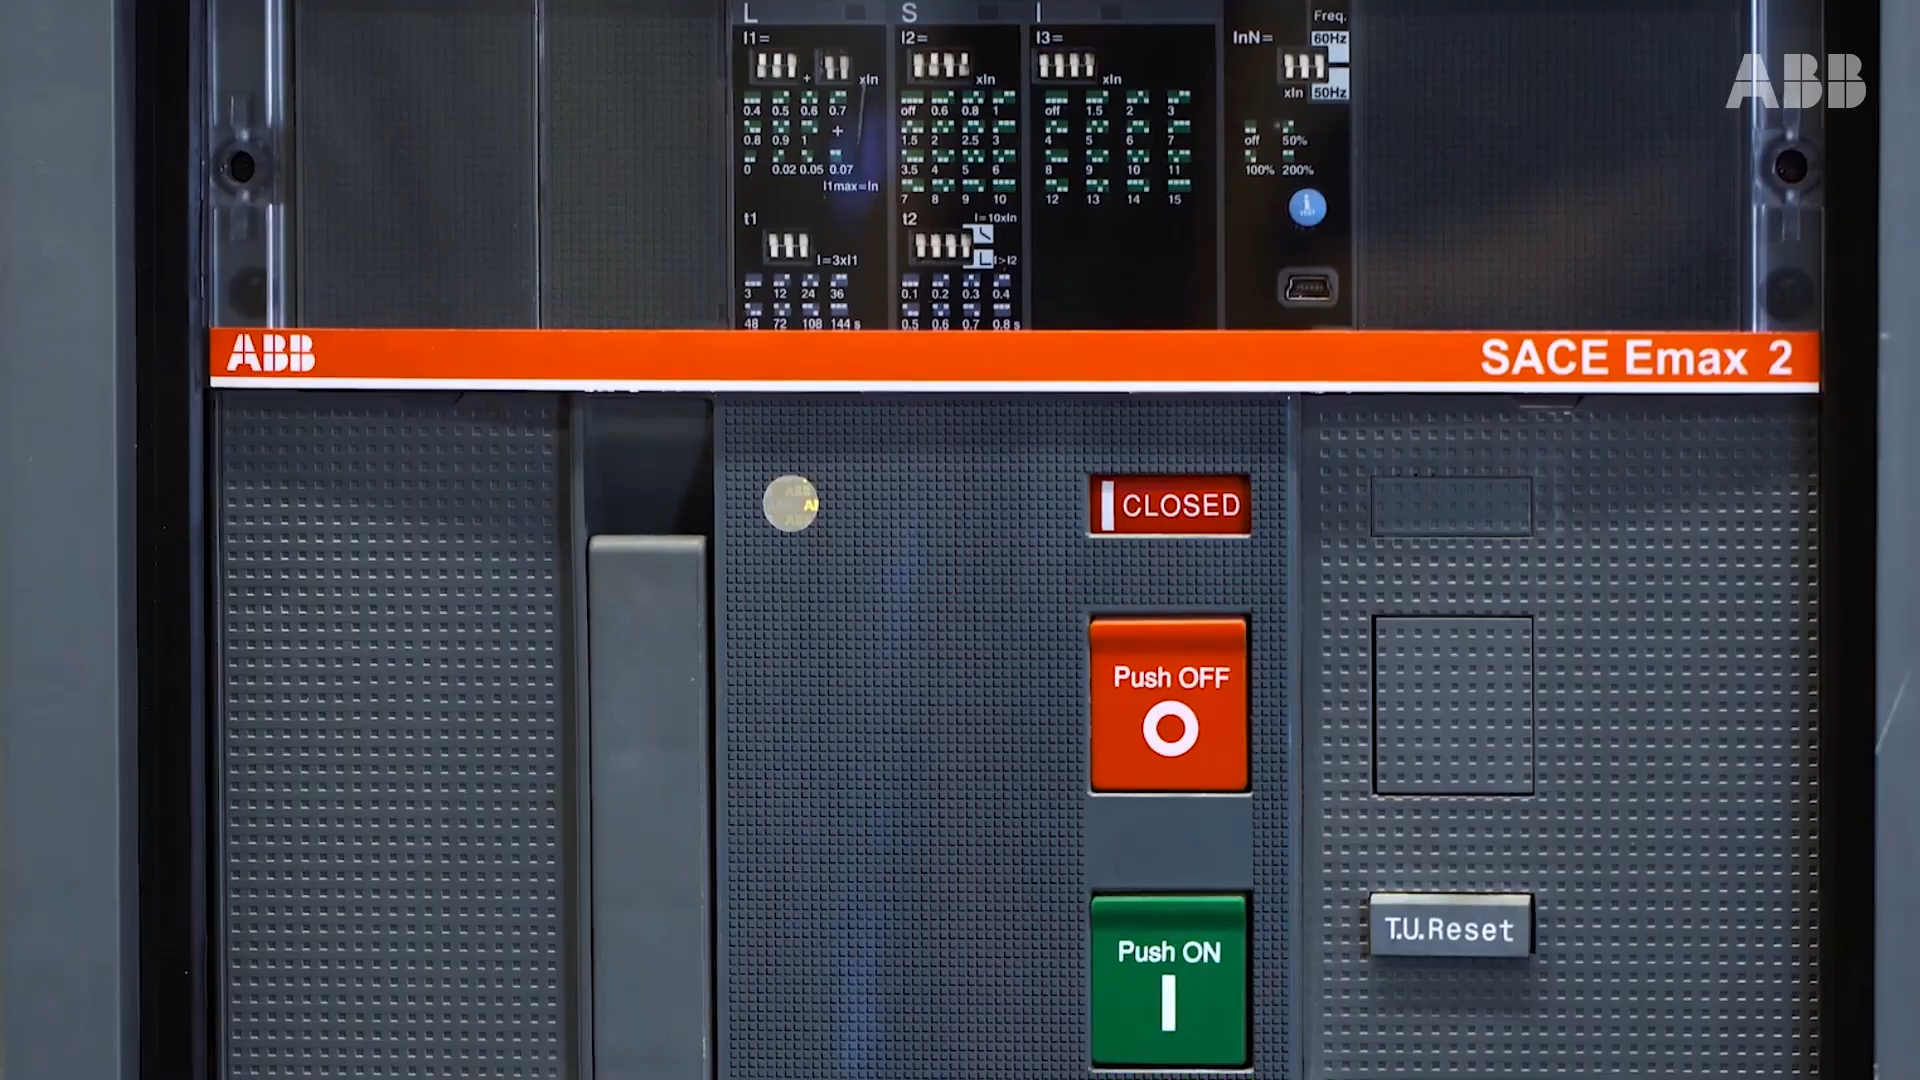 L S I
I1= I2= I3= InN= Freq.
60Hz
+ xIn xIn xIn xIn 50Hz
0.4 0.5 0.6 0.7 off 0.6 0.8 1 off 1.5 2 3
+
0.8 0.9 1 1.5 2 2.5 3 4 5 6 7 off 50%
0 0.02 0.05 0.07 3.5 4 5 6 8 9 10 11 100% 200%
I1max=In
7 8 9 10 12 13 14 15
t1 t2 I=10xIn
I=3xI1 I>I2
3 12 24 36 0.1 0.2 0.3 0.4
48 72 108 144 s 0.5 0.6 0.7 0.8 s
ABB
ABB SACE Emax 2
ABB
I CLOSED
Push OFF
O
Push ON
I
T.U.Reset